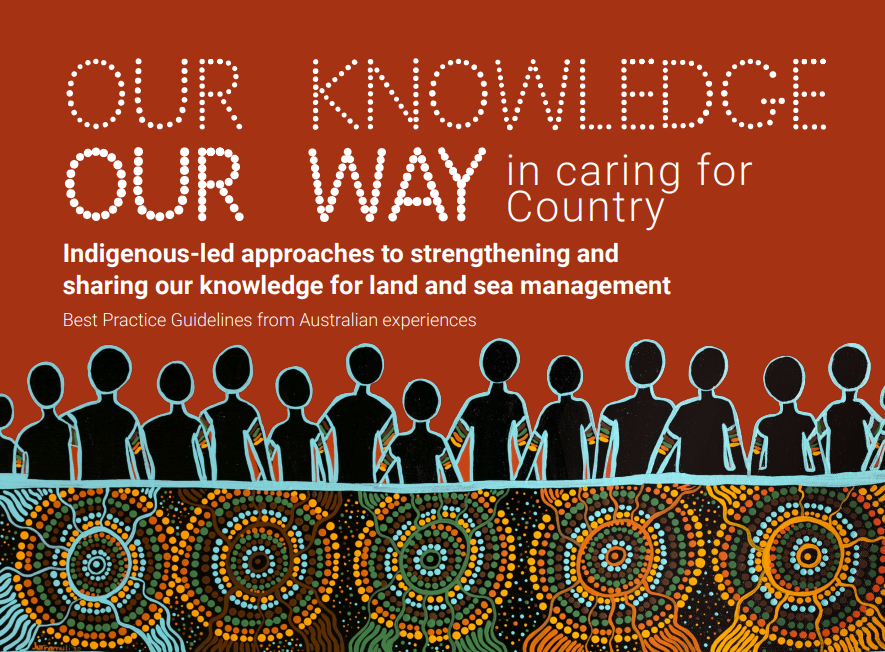 OUR KNOWLEDGE
OUR WAY in caring for
Country
Indigenous-led approaches to strengthening and
sharing our knowledge for land and sea management
Best Practice Guidelines from Australian experiences